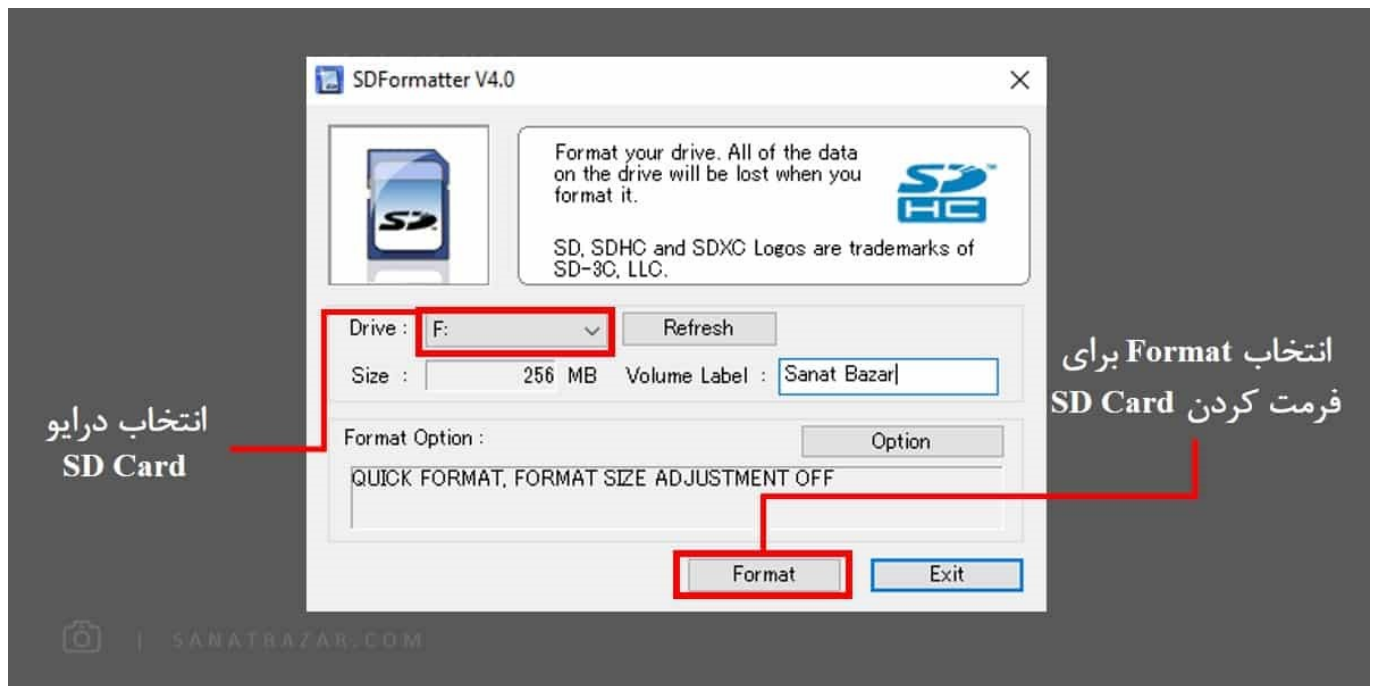 SDFormatter V4.0
SD
Format your drive. All of the data
on the drive will be lost when you
format it.
SD, SDHC and SDXC Logos are trademarks of
SD-3C, LLC.
SD
HC
Drive : F: Refresh
Size : 256 MB Volume Label : Sanat Bazar
Format Option : Option
QUICK FORMAT, FORMAT SIZE ADJUSTMENT OFF
Format Exit
انتخاب Format برای
فرمت کردن SD Card
انتخاب درایو
SD Card
| SANATBAZAR.COM